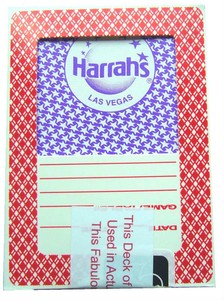 Harrah's
LAS VEGAS
This Deck of
Used in Actu
This Fabulo